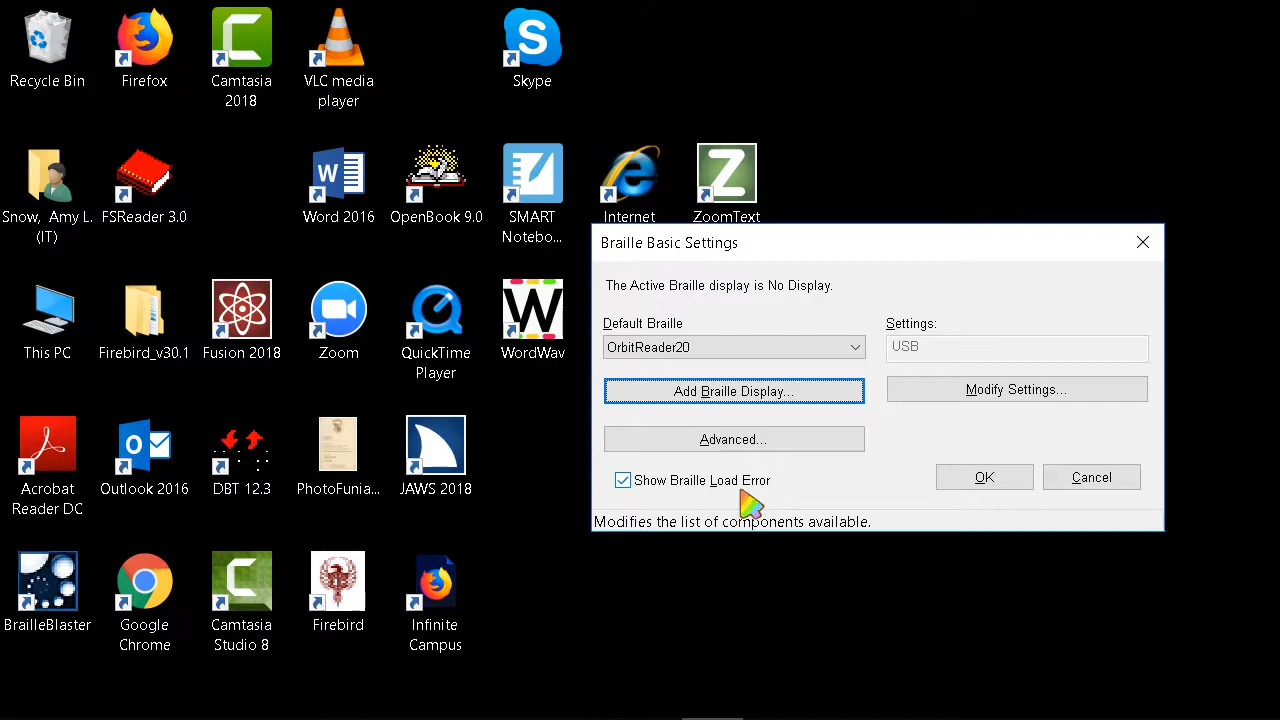 Recycle Bin
Firefox
Camtasia
2018
VLC media
player
Skype
Snow, Amy L.
(IT)
FSReader 3.0
Word 2016
OpenBook 9.0
SMART
Notebo...
Internet
ZoomText
This PC
Firebird_v30.1
Fusion 2018
Zoom
QuickTime
Player
WordWav
Acrobat
Reader DC
Outlook 2016
DBT 12.3
PhotoFunia...
JAWS 2018
BrailleBlaster
Google
Chrome
Camtasia
Studio 8
Firebird
Infinite
Campus
Braille Basic Settings
The Active Braille display is No Display.
Default Braille
Settings:
OrbitReader20
USB
Add Braille Display...
Modify Settings...
Advanced...
Show Braille Load Error
OK
Cancel
Modifies the list of components available.